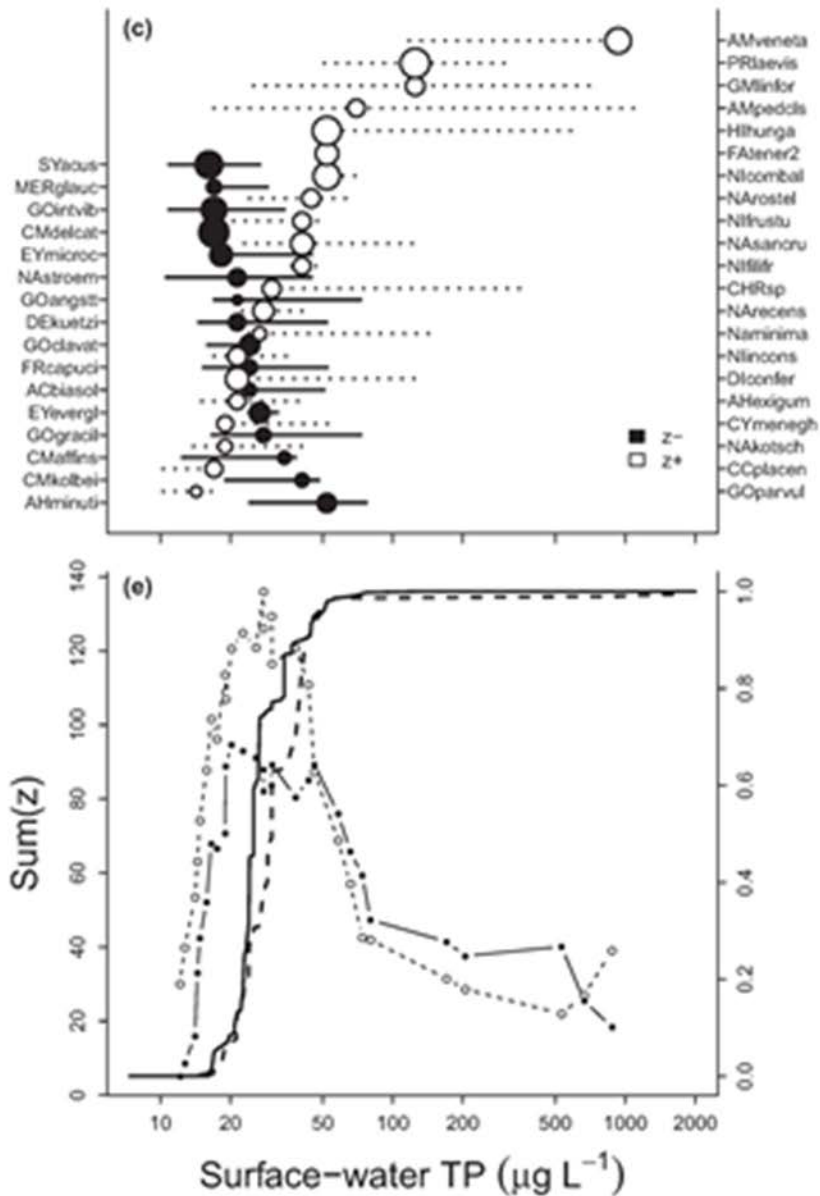 (c)
SYacus
MERglauc
GOintvib
CMdelcat
EYmicroc
NAstroem
GOangstt
DEkuetzi
GOclavat
FRcapuci
ACbiasol
EYevergl
GOgracil
CMaffins
CMkolbei
AHminuti
AMveneta
PRlaevis
GMlinfor
AMpedcls
HIhunga
FAtener2
NIcombal
NArostel
NIfrustu
NAsancru
NIfilifr
CHRsp
NArecens
Naminima
NIincons
DIconfer
AHexigum
CYmenegh
NAkotsch
CCplacen
GOparvul
z−
z+
(e)
Sum(z)
0 20 40 60 80 100 120 140
0.0 0.2 0.4 0.6 0.8 1.0
10 20 50 100 200 500 1000 2000
Surface−water TP (μg L⁻¹)